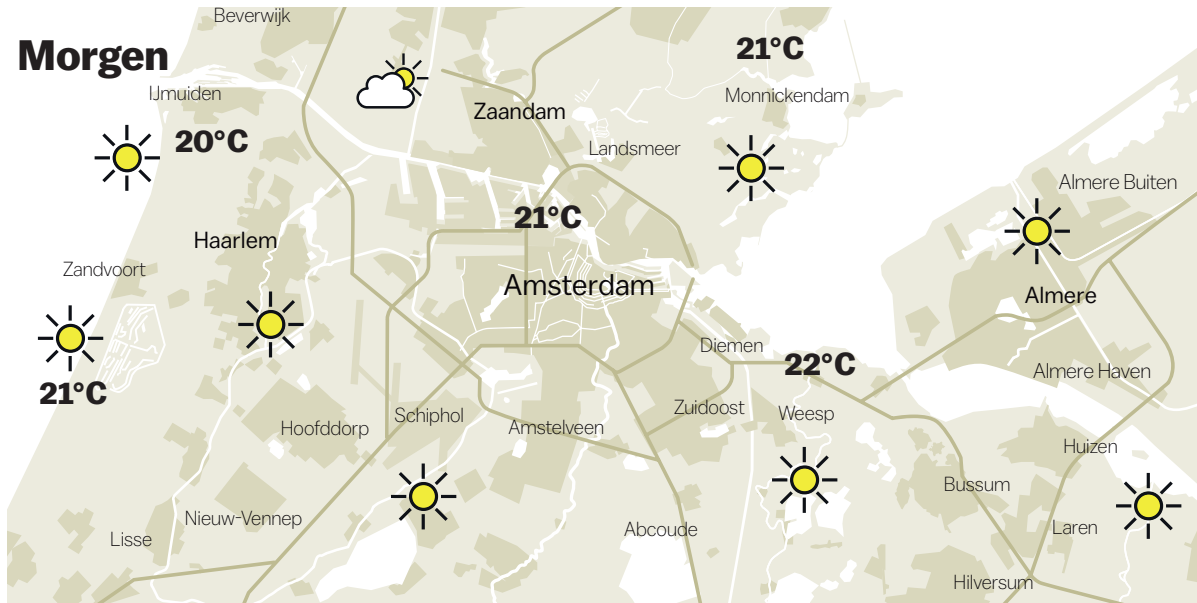 Beverwijk
Morgen
21°C
IJmuiden
Monnickendam
Zaandam
20°C
Landsmeer
Almere Buiten
21°C
Haarlem
Zandvoort
Amsterdam
Almere
Diemen
22°C
Almere Haven
21°C
Schiphol
Zuidoost
Weesp
Hoofddorp
Amstelveen
Huizen
Bussum
Nieuw-Vennep
Abcoude
Laren
Lisse
Hilversum